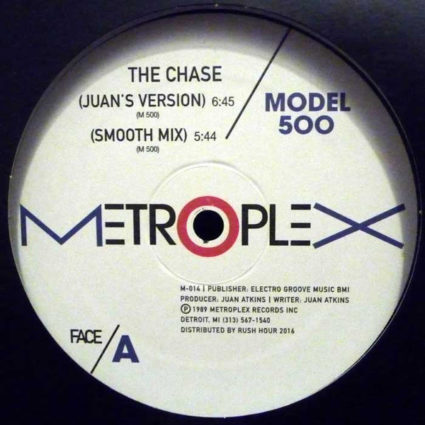 THE CHASE
(JUAN'S VERSION) 6:45
(M 500)
(SMOOTH MIX) 5:44
(M 500)
MODEL
500
METROPLEX
M-014 | PUBLISHER: ELECTRO GROOVE MUSIC BMI
PRODUCER: JUAN ATKINS | WRITER: JUAN ATKINS
Ⓟ 1989 METROPLEX RECORDS INC
DETROIT, MI (313) 567-1540
DISTRIBUTED BY RUSH HOUR 2016
FACE/A